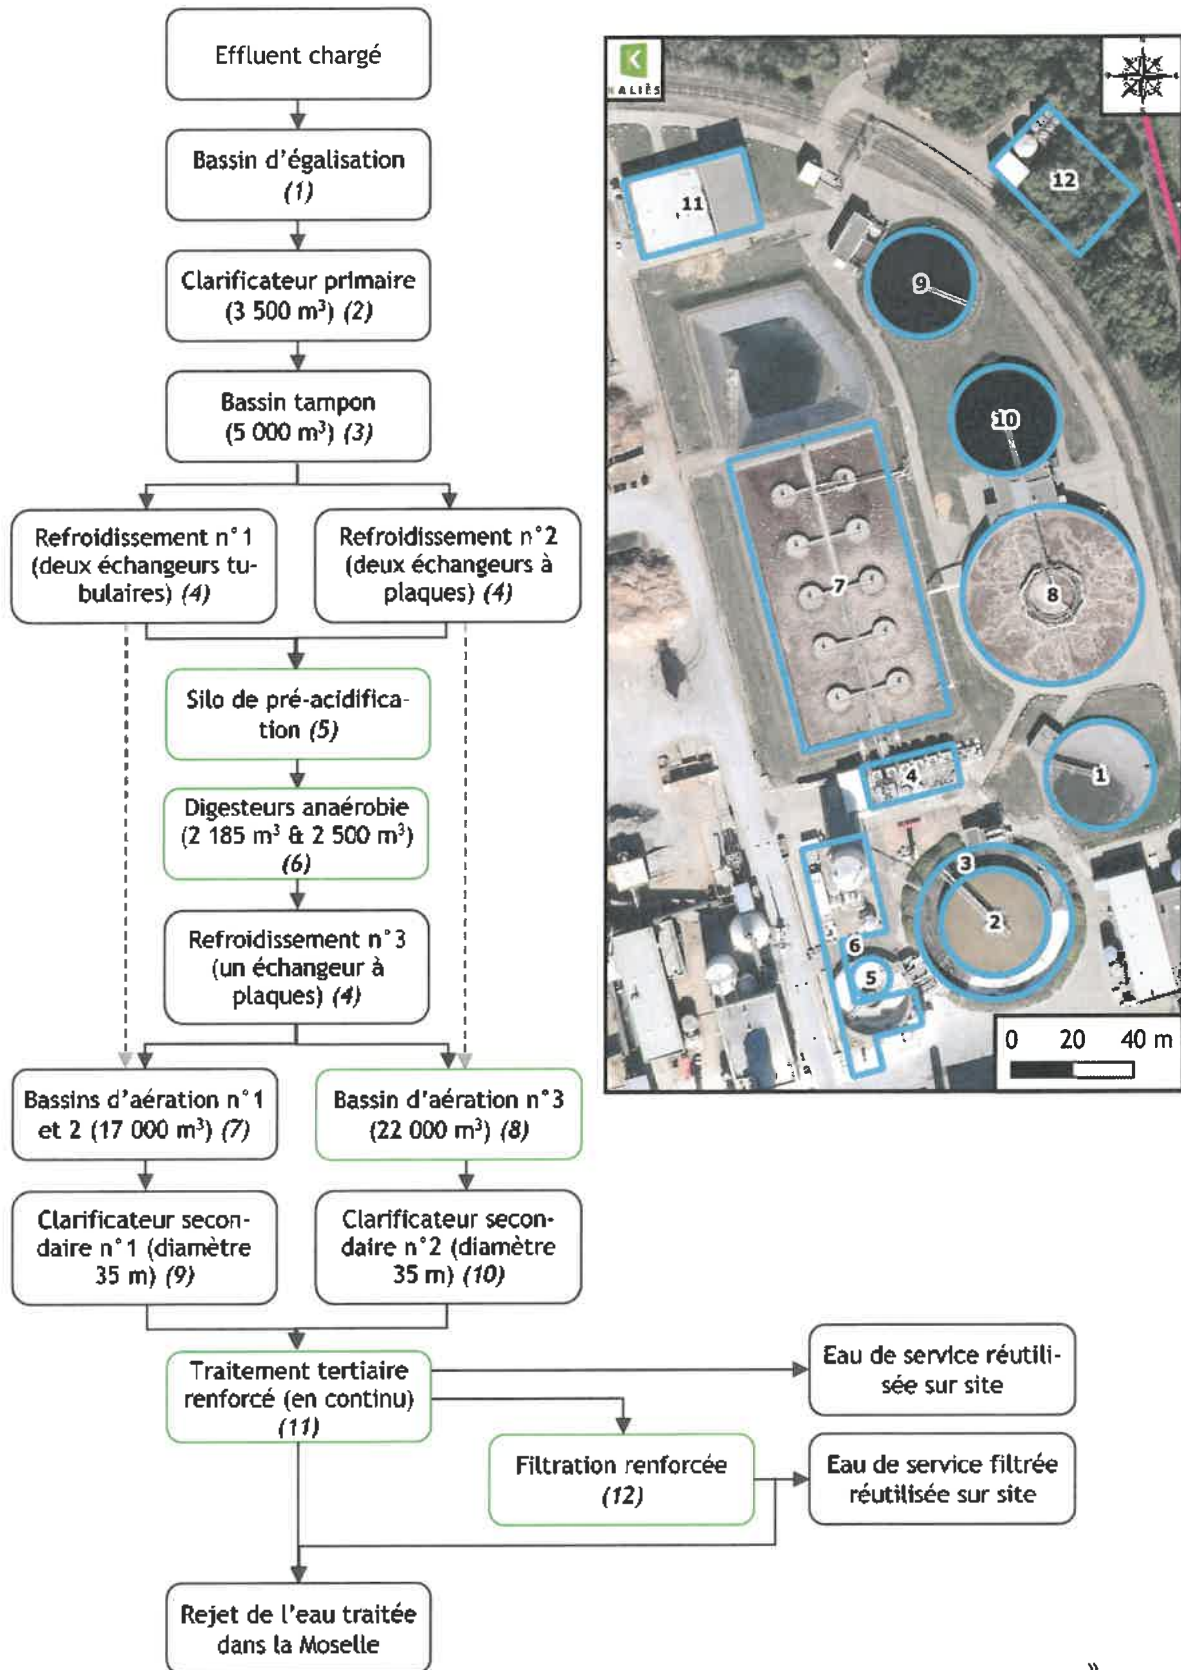 Effluent chargé
Bassin d'égalisation
(1)
Clarificateur primaire
(3 500 m³) (2)
Bassin tampon
(5 000 m³) (3)
Refroidissement n°1
(deux échangeurs tu-
bulaires) (4)
Refroidissement n°2
(deux échangeurs à
plaques) (4)
Silo de pré-acidifica-
tion (5)
Digesteurs anaérobie
(2 185 m³ & 2 500 m³)
(6)
Refroidissement n°3
(un échangeur à
plaques) (4)
Bassins d'aération n°1
et 2 (17 000 m³) (7)
Bassin d'aération n°3
(22 000 m³) (8)
Clarificateur secon-
daire n°1 (diamètre
35 m) (9)
Clarificateur secon-
daire n°2 (diamètre
35 m) (10)
Traitement tertiaire
renforcé (en continu)
(11)
Eau de service réutili-
sée sur site
Filtration renforcée
(12)
Eau de service filtrée
réutilisée sur site
Rejet de l'eau traitée
dans la Moselle
»
KALIÈS
12
11
9
10
7
8
4
1
3
2
6
5
0 20 40 m